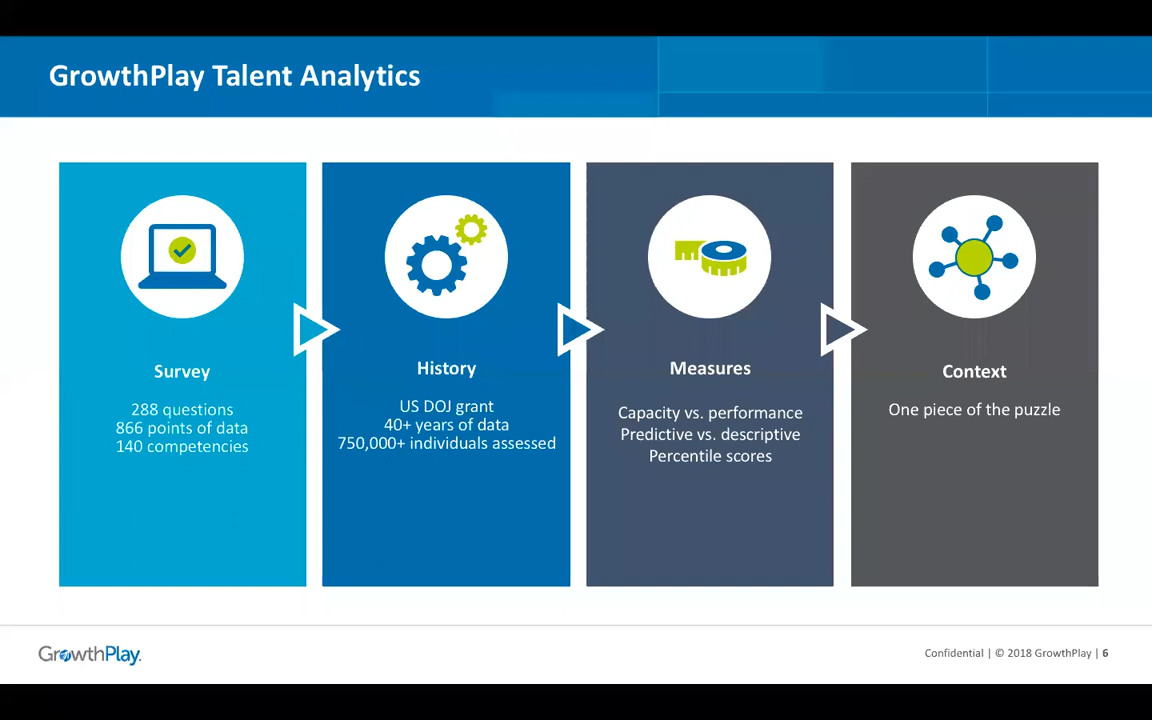 GrowthPlay Talent Analytics
Survey
288 questions
866 points of data
140 competencies
History
US DOJ grant
40+ years of data
750,000+ individuals assessed
Measures
Capacity vs. performance
Predictive vs. descriptive
Percentile scores
Context
One piece of the puzzle
GrowthPlay.
Confidential | © 2018 GrowthPlay | 6